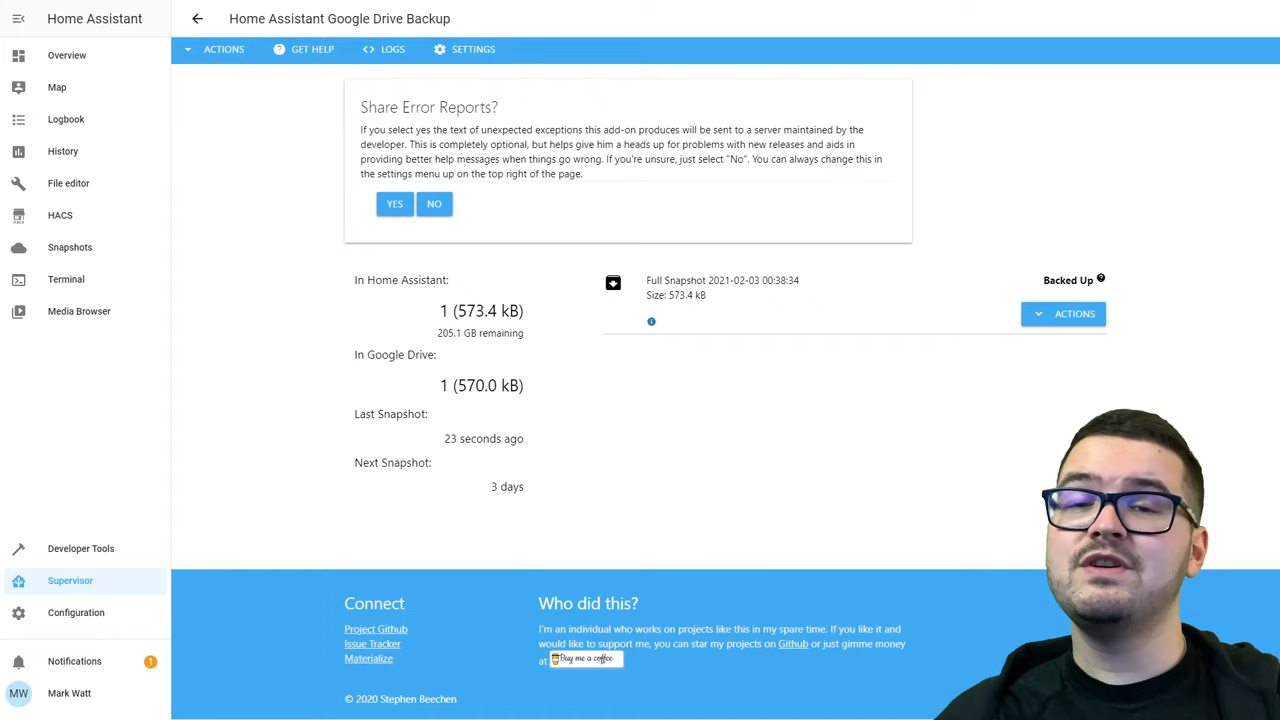 Home Assistant
Home Assistant Google Drive Backup
ACTIONS
GET HELP
LOGS
SETTINGS
Overview
Map
Logbook
History
File editor
HACS
Snapshots
Terminal
Media Browser
Developer Tools
Supervisor
Configuration
Notifications
1
MW
Mark Watt
Share Error Reports?
If you select yes the text of unexpected exceptions this add-on produces will be sent to a server maintained by the
developer. This is completely optional, but helps give him a heads up for problems with new releases and aids in
providing better help messages when things go wrong. If you're unsure, just select "No". You can always change this in
the settings menu up on the top right of the page.
YES
NO
In Home Assistant:
1 (573.4 kB)
205.1 GB remaining
In Google Drive:
1 (570.0 kB)
Last Snapshot:
23 seconds ago
Next Snapshot:
3 days
Full Snapshot 2021-02-03 00:38:34
Size: 573.4 kB
Backed Up
ACTIONS
Connect
Project Github
Issue Tracker
Materialize
Who did this?
I'm an individual who works on projects like this in my spare time. If you like it and
would like to support me, you can star my projects on Github or just gimme money
at Buy me a coffee
© 2020 Stephen Beechen